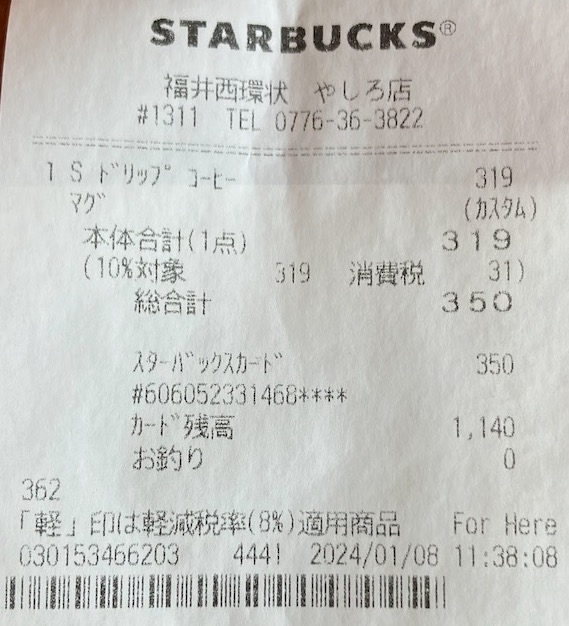 STARBUCKS®
福井西環状 やしろ店
#1311 TEL 0776-36-3822
1 S ﾄﾞﾘｯﾌﾟ ｺｰﾋｰ 319
ﾏｸﾞ (ｶｽﾀﾑ)
本体合計(1点) 319
(10%対象 319 消費税 31)
総合計 350
ｽﾀｰﾊﾞｯｸｽｶｰﾄﾞ 350
#606052331468****
ｶｰﾄﾞ残高 1,140
お釣り 0
362
「軽」印は軽減税率(8%)適用商品 For Here
030153466203 444! 2024/01/08 11:38:08